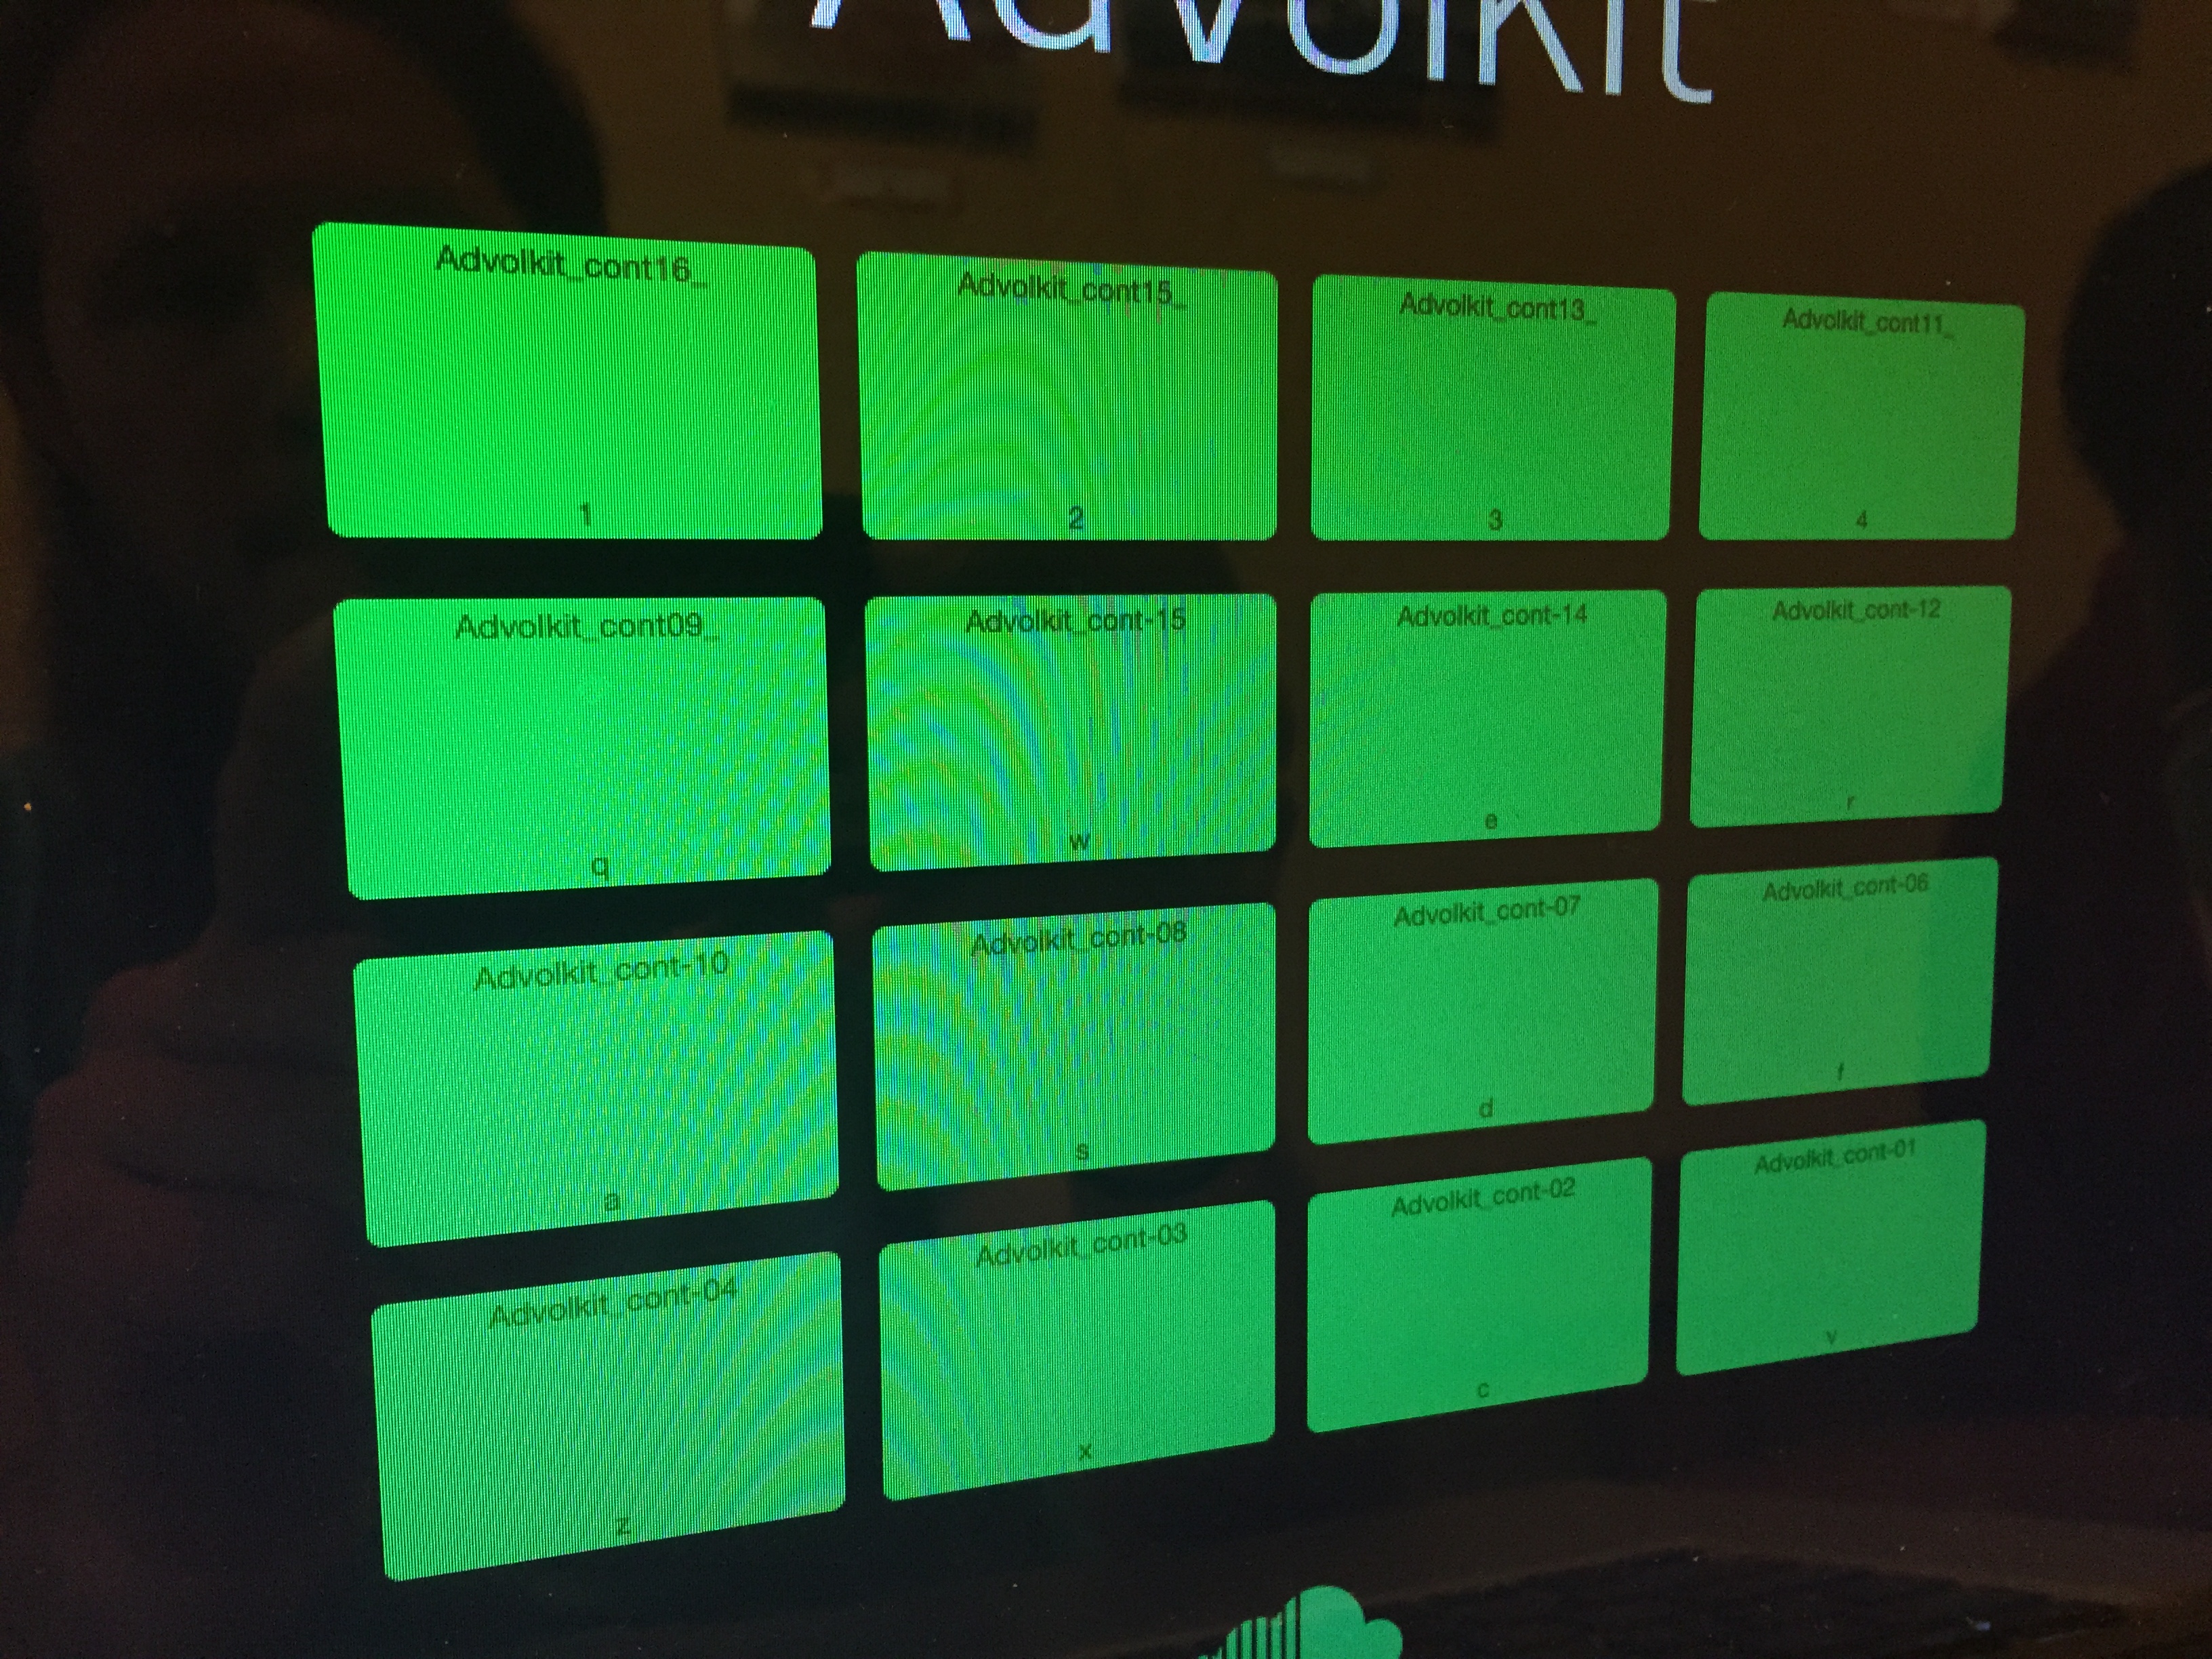 Advolkit
Advolkit_cont16_ Advolkit_cont15_ Advolkit_cont13_ Advolkit_cont11_
1 2 3 4
Advolkit_cont09_ Advolkit_cont-15 Advolkit_cont-14 Advolkit_cont-12
q w e r
Advolkit_cont-10 Advolkit_cont-08 Advolkit_cont-07 Advolkit_cont-06
a s d f
Advolkit_cont-04 Advolkit_cont-03 Advolkit_cont-02 Advolkit_cont-01
z x c v